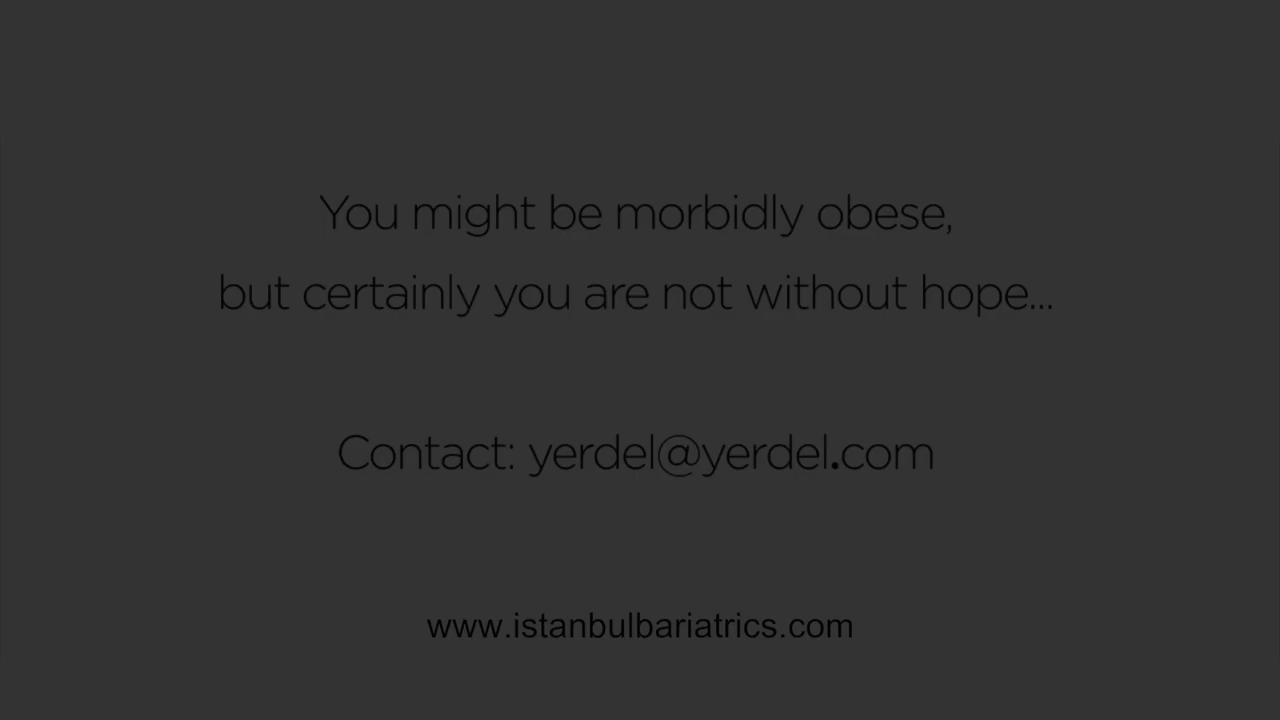 You might be morbidly obese,
but certainly you are not without hope...
Contact: yerdel@yerdel.com
www.istanbulbariatrics.com